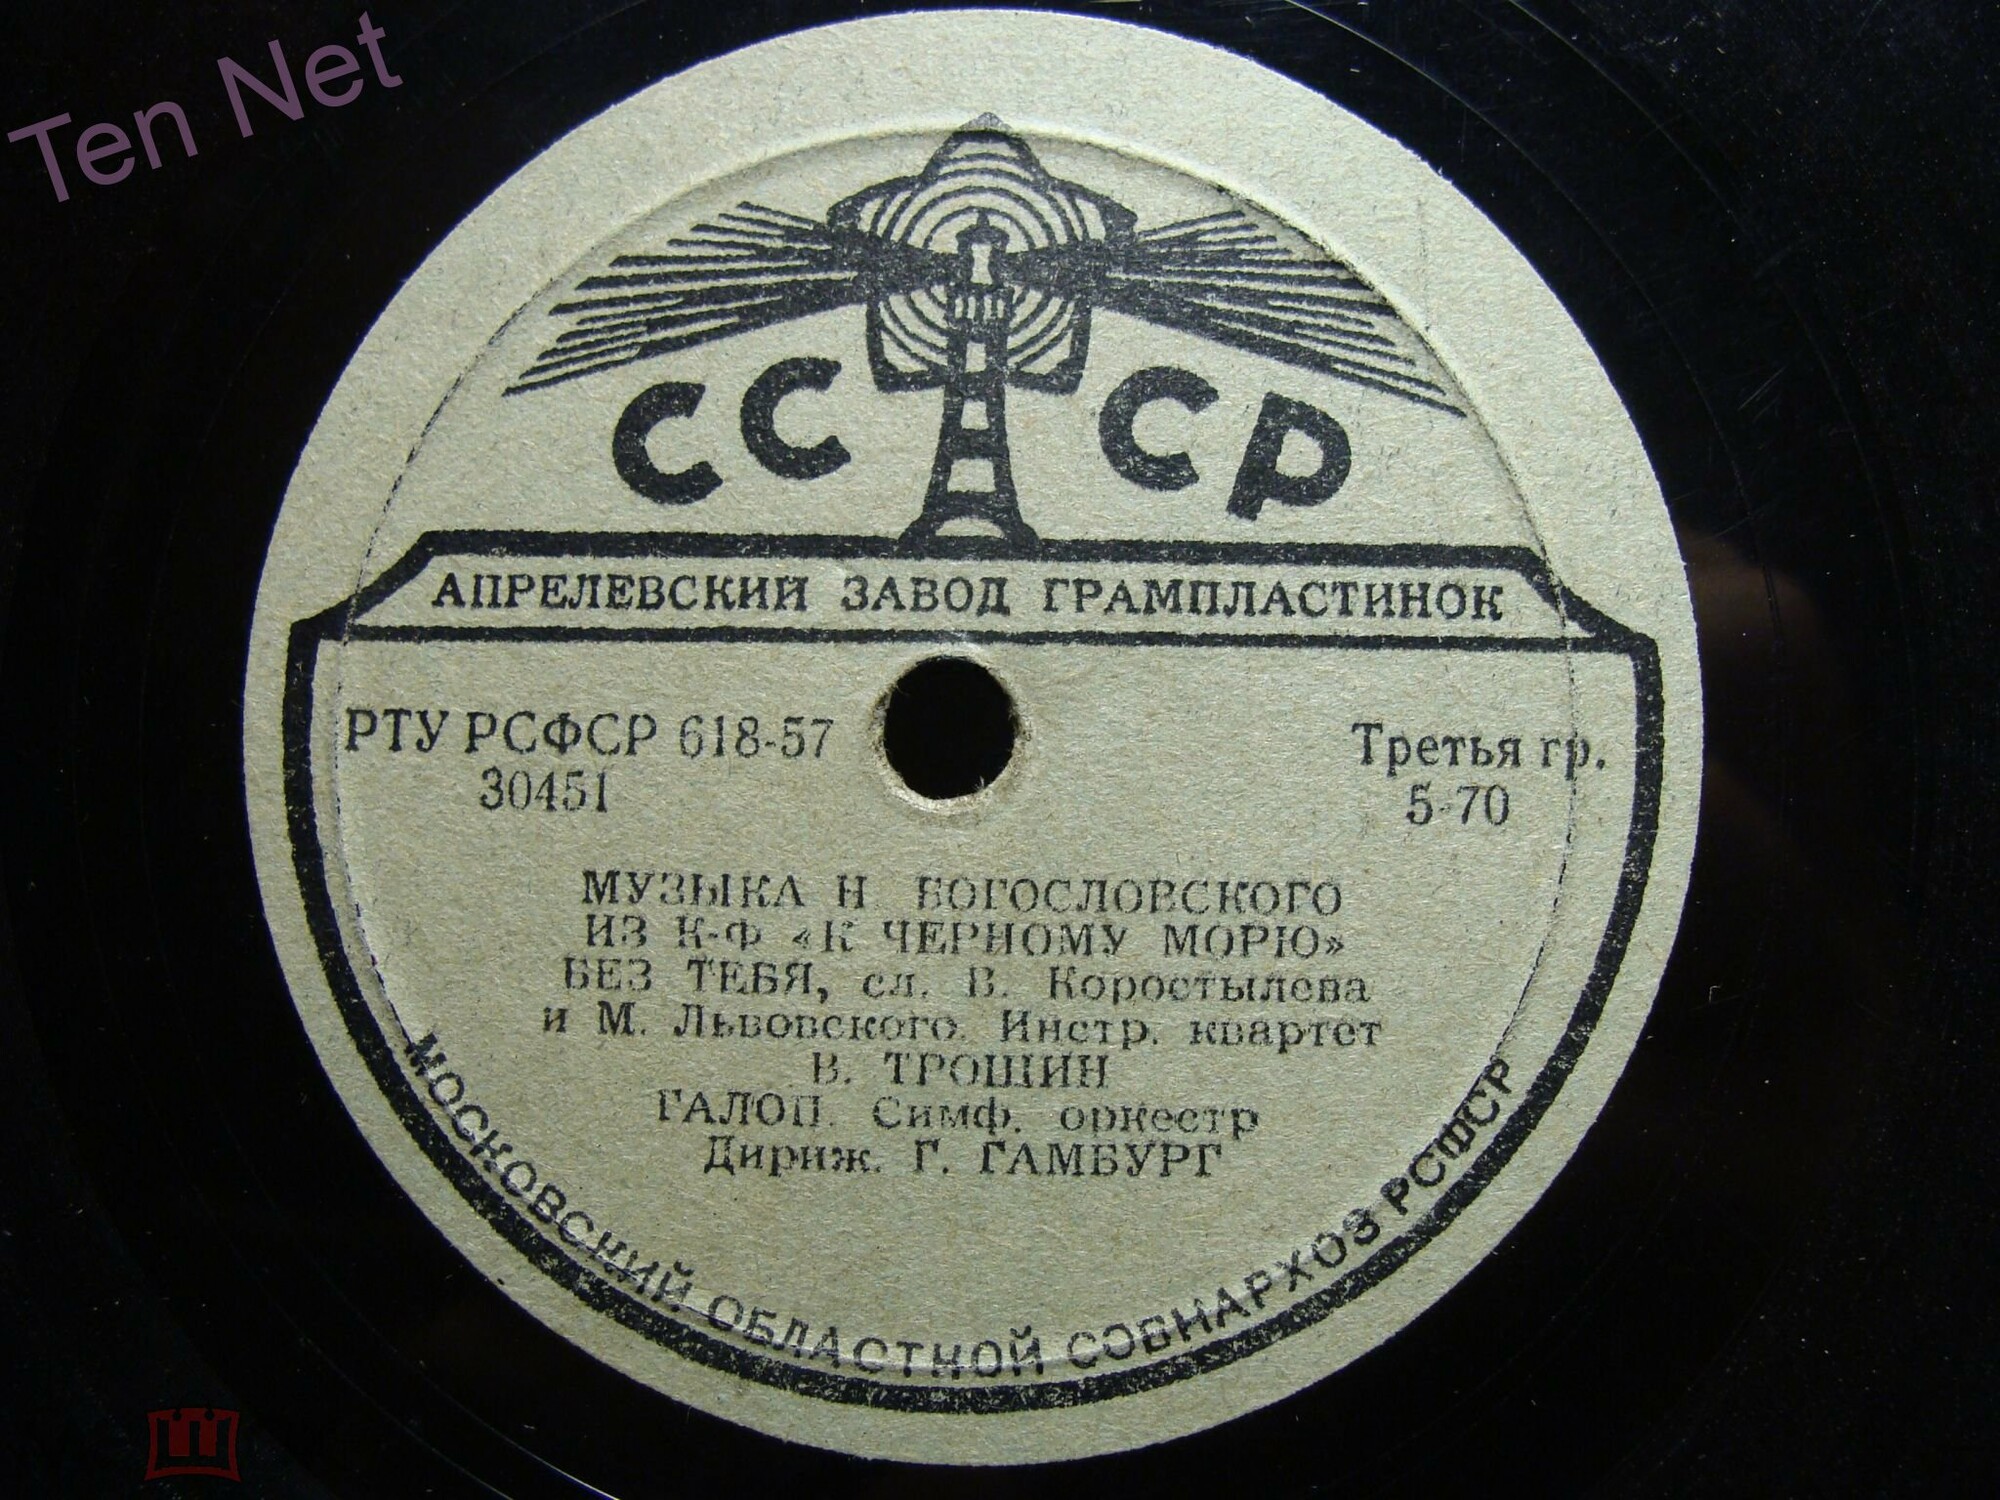 Ten Net
СССР
АПРЕЛЕВСКИЙ ЗАВОД ГРАМПЛАСТИНОК
РТУ РСФСР 618-57
30451
Третья гр.
5-70
МУЗЫКА Н БОГОСЛОВСКОГО
ИЗ К-Ф «К ЧЕРНОМУ МОРЮ»
БЕЗ ТЕБЯ, сл. В. Коростылева
и М. Львовского. Инстр. квартет
В. ТРОШИН
ГАЛОП. Симф. оркестр
Дириж. Г. ГАМБУРГ
МОСКОВСКИЙ ОБЛАСТНОЙ СОВНАРХОЗ РСФСР